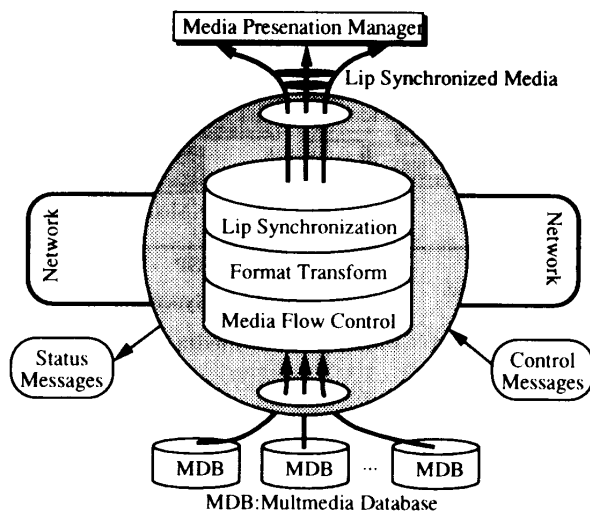 Media Presenation Manager
Lip Synchronized Media
Network
Network
Lip Synchronization
Format Transform
Media Flow Control
Status
Messages
Control
Messages
MDB
MDB
...
MDB
MDB:Multmedia Database